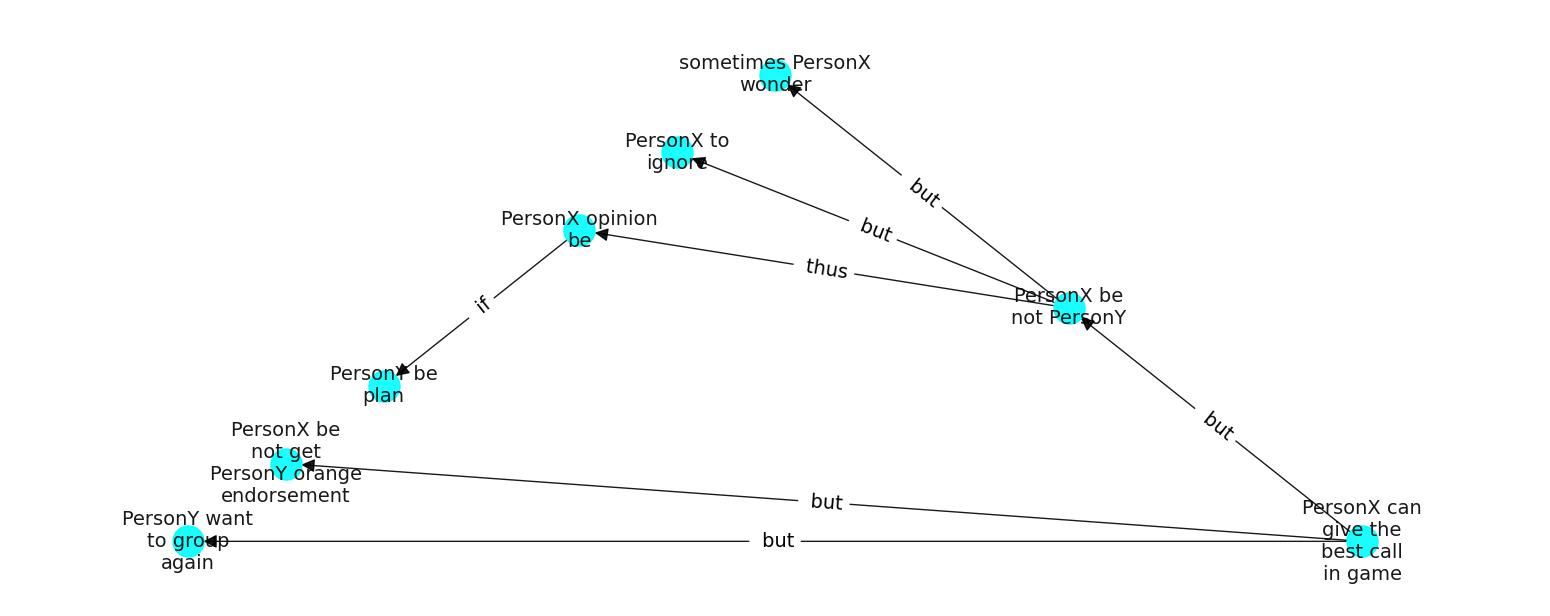 sometimes PersonX
wonder
PersonX to
ignore
but
PersonX opinion
be
but
thus
PersonX be
not PersonY
if
PersonY be
plan
but
PersonX be
not get
PersonY orange
endorsement
but
PersonX can
give the
best call
in game
PersonY want
to group
again
but